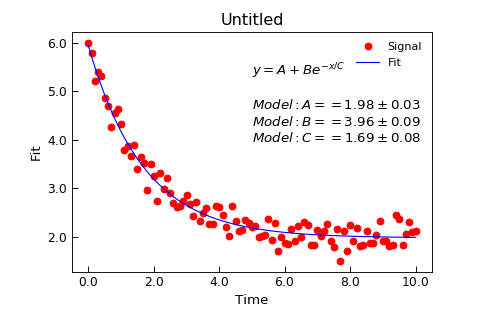 Untitled
6.0
5.0
4.0
3.0
2.0
Fit
Signal
Fit
y = A + Be^{-x/C}
Model : A == 1.98 ± 0.03
Model : B == 3.96 ± 0.09
Model : C == 1.69 ± 0.08
0.0 2.0 4.0 6.0 8.0 10.0
Time